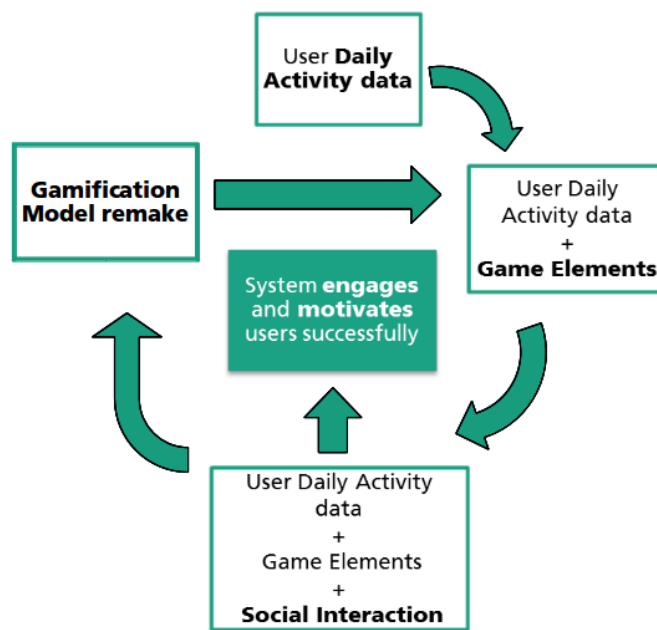 User Daily
Activity data
Gamification
Model remake
User Daily
Activity data
+
Game Elements
System engages
and motivates
users successfully
User Daily Activity
data
+
Game Elements
+
Social Interaction